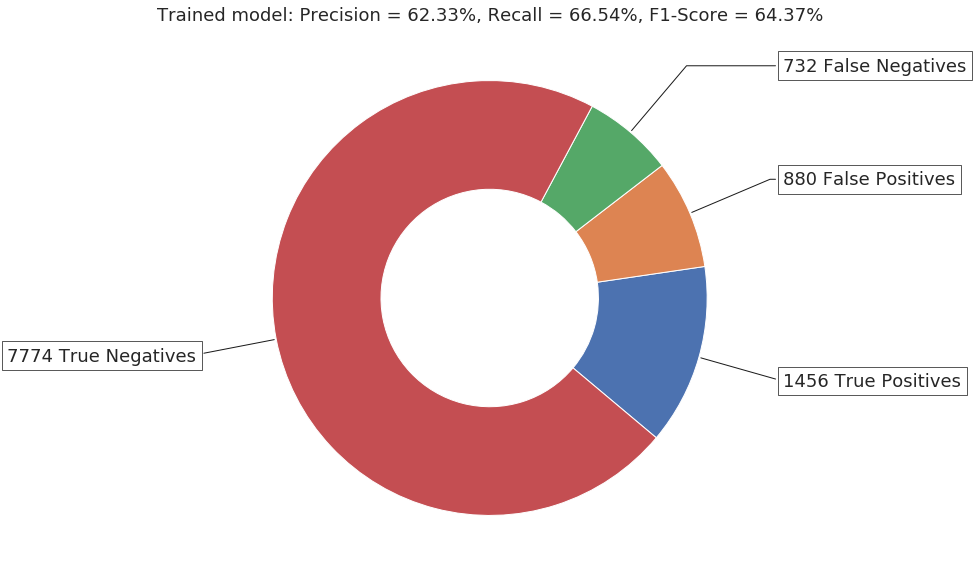 Trained model: Precision = 62.33%, Recall = 66.54%, F1-Score = 64.37%
732 False Negatives
880 False Positives
7774 True Negatives
1456 True Positives